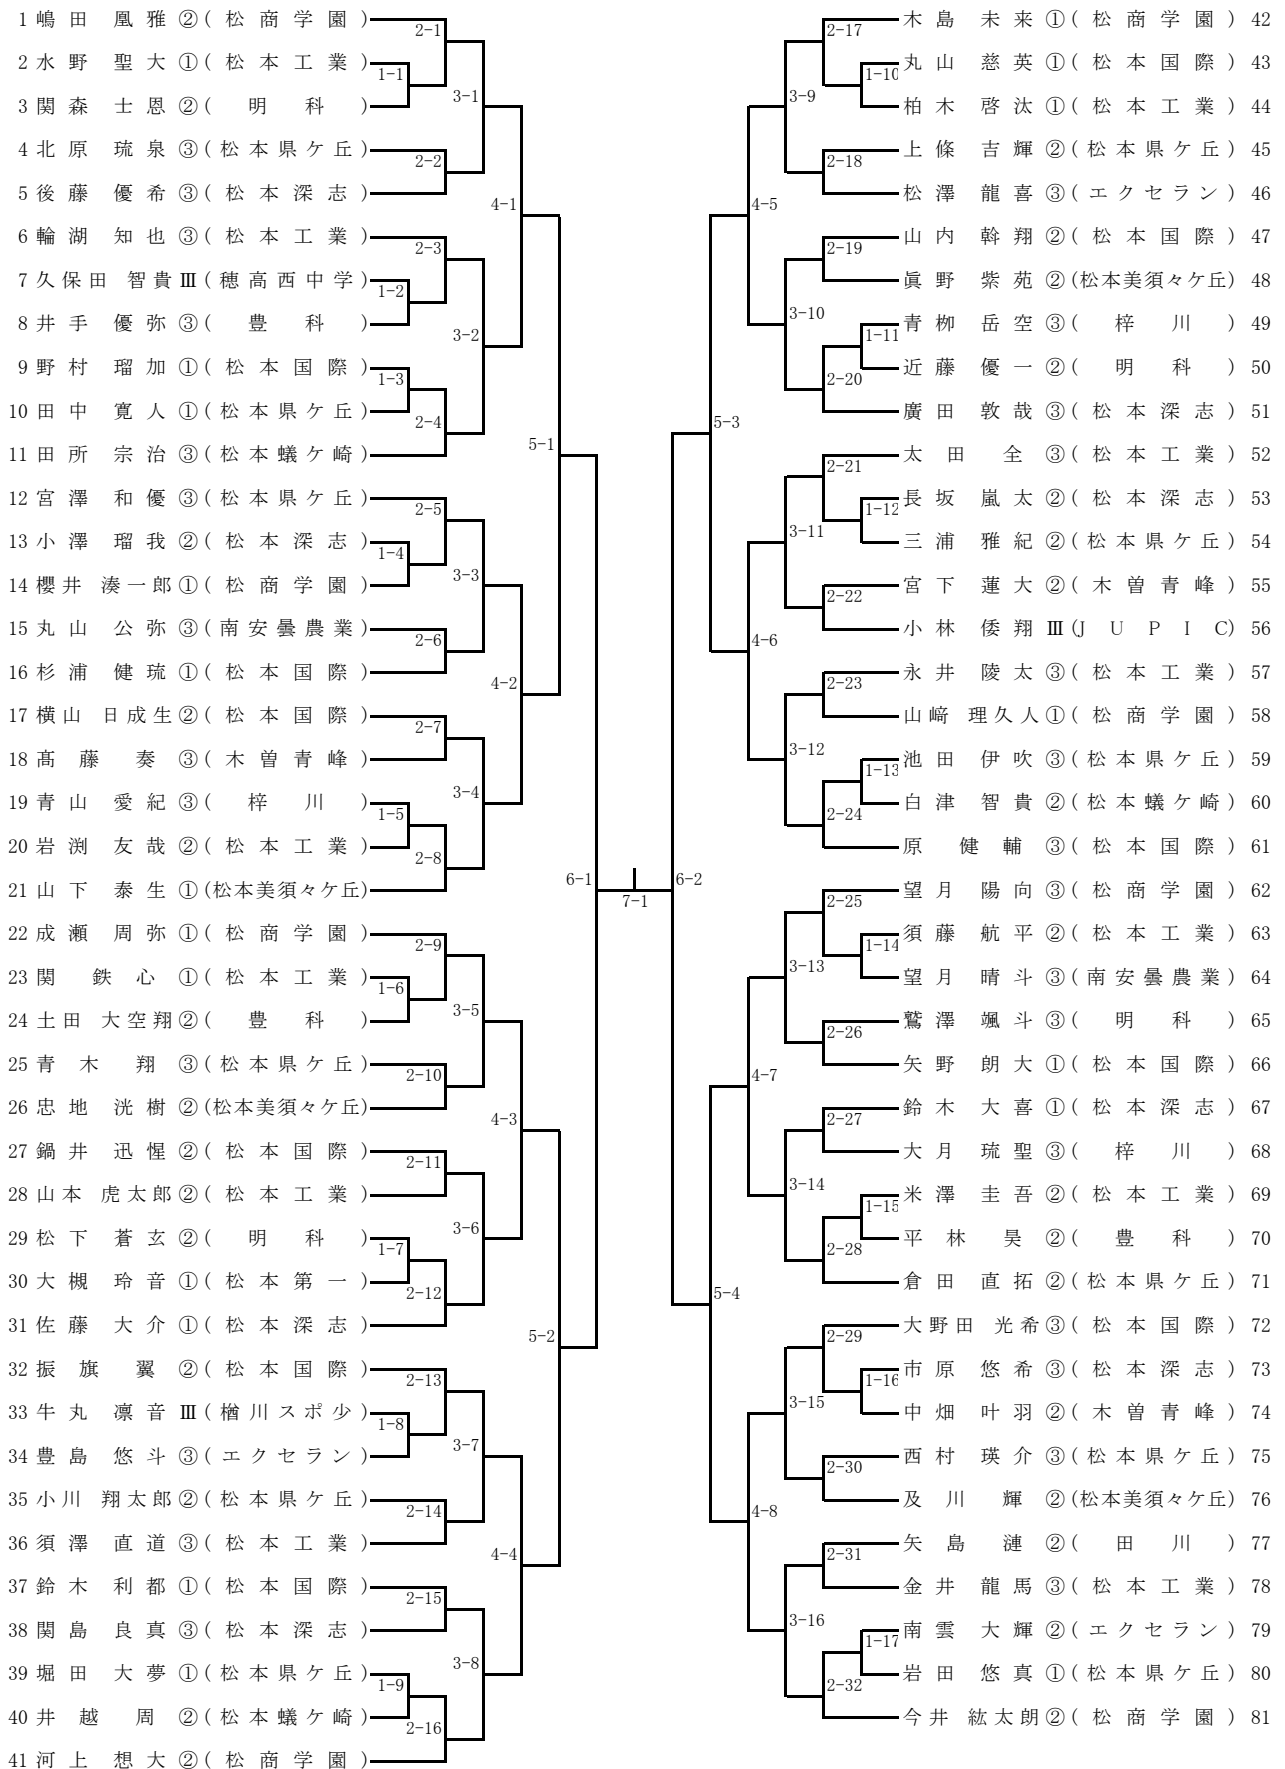 1 嶋田 凰雅 ② (松商学園)
2 水野 聖大 ① (松本工業)
3 関森 士恩 ② (明科)
4 北原 琉泉 ③ (松本県ケ丘)
5 後藤 優希 ③ (松本深志)
6 輪湖 知也 ③ (松本工業)
7 久保田 智貴 Ⅲ (穂高西中学)
8 井手 優弥 ③ (豊科)
9 野村 瑠加 ① (松本国際)
10 田中 寛人 ① (松本県ケ丘)
11 田所 宗治 ③ (松本蟻ケ崎)
12 宮澤 和優 ③ (松本県ケ丘)
13 小澤 瑠我 ② (松本深志)
14 櫻井 湊一郎 ① (松商学園)
15 丸山 公弥 ③ (南安曇農業)
16 杉浦 健琉 ① (松本国際)
17 横山 日成生 ② (松本国際)
18 髙藤 奏 ③ (木曽青峰)
19 青山 愛紀 ③ (梓川)
20 岩渕 友哉 ② (松本工業)
21 山下 泰生 ① (松本美須々ケ丘)
22 成瀬 周弥 ① (松商学園)
23 関 鉄心 ① (松本工業)
24 土田 大空翔 ② (豊科)
25 青木 翔 ③ (松本県ケ丘)
26 忠地 洸樹 ② (松本美須々ケ丘)
27 鍋井 迅惺 ② (松本国際)
28 山本 虎太郎 ② (松本工業)
29 松下 蒼玄 ② (明科)
30 大槻 玲音 ① (松本第一)
31 佐藤 大介 ① (松本深志)
32 振旗 翼 ② (松本国際)
33 牛丸 凛音 Ⅲ (楢川スポ少)
34 豊島 悠斗 ③ (エクセラン)
35 小川 翔太郎 ② (松本県ケ丘)
36 須澤 直道 ③ (松本工業)
37 鈴木 利都 ① (松本国際)
38 関島 良真 ③ (松本深志)
39 堀田 大夢 ① (松本県ケ丘)
40 井越 周 ② (松本蟻ケ崎)
41 河上 想大 ② (松商学園)
1-1
1-2
1-3
1-4
1-5
1-6
1-7
1-8
1-9
2-1
2-2
2-3
2-4
2-5
2-6
2-7
2-8
2-9
2-10
2-11
2-12
2-13
2-14
2-15
2-16
3-1
3-2
3-3
3-4
3-5
3-6
3-7
3-8
4-1
4-2
4-3
4-4
5-1
5-2
6-1
7-1
6-2
5-3
5-4
4-5
4-6
4-7
4-8
3-9
3-10
3-11
3-12
3-13
3-14
3-15
3-16
2-17
2-18
2-19
2-20
2-21
2-22
2-23
2-24
2-25
2-26
2-27
2-28
2-29
2-30
2-31
2-32
1-10
1-11
1-12
1-13
1-14
1-15
1-16
1-17
木島 未来 ① (松商学園) 42
丸山 慈英 ① (松本国際) 43
柏木 啓汰 ① (松本工業) 44
上條 吉輝 ② (松本県ケ丘) 45
松澤 龍喜 ③ (エクセラン) 46
山内 斡翔 ② (松本国際) 47
眞野 紫苑 ② (松本美須々ケ丘) 48
青栁 岳空 ③ (梓川) 49
近藤 優一 ② (明科) 50
廣田 敦哉 ③ (松本深志) 51
太田 全 ③ (松本工業) 52
長坂 嵐太 ② (松本深志) 53
三浦 雅紀 ② (松本県ケ丘) 54
宮下 蓮大 ② (木曽青峰) 55
小林 倭翔 Ⅲ (JUPIC) 56
永井 陵太 ③ (松本工業) 57
山﨑 理久人 ① (松商学園) 58
池田 伊吹 ③ (松本県ケ丘) 59
白津 智貴 ② (松本蟻ケ崎) 60
原 健輔 ③ (松本国際) 61
望月 陽向 ③ (松商学園) 62
須藤 航平 ② (松本工業) 63
望月 晴斗 ③ (南安曇農業) 64
鷲澤 颯斗 ③ (明科) 65
矢野 朗大 ① (松本国際) 66
鈴木 大喜 ① (松本深志) 67
大月 琉聖 ③ (梓川) 68
米澤 圭吾 ② (松本工業) 69
平林 昊 ② (豊科) 70
倉田 直拓 ② (松本県ケ丘) 71
大野田 光希 ③ (松本国際) 72
市原 悠希 ③ (松本深志) 73
中畑 叶羽 ② (木曽青峰) 74
西村 瑛介 ③ (松本県ケ丘) 75
及川 輝 ② (松本美須々ケ丘) 76
矢島 漣 ② (田川) 77
金井 龍馬 ③ (松本工業) 78
南雲 大輝 ② (エクセラン) 79
岩田 悠真 ① (松本県ケ丘) 80
今井 紘太朗 ② (松商学園) 81